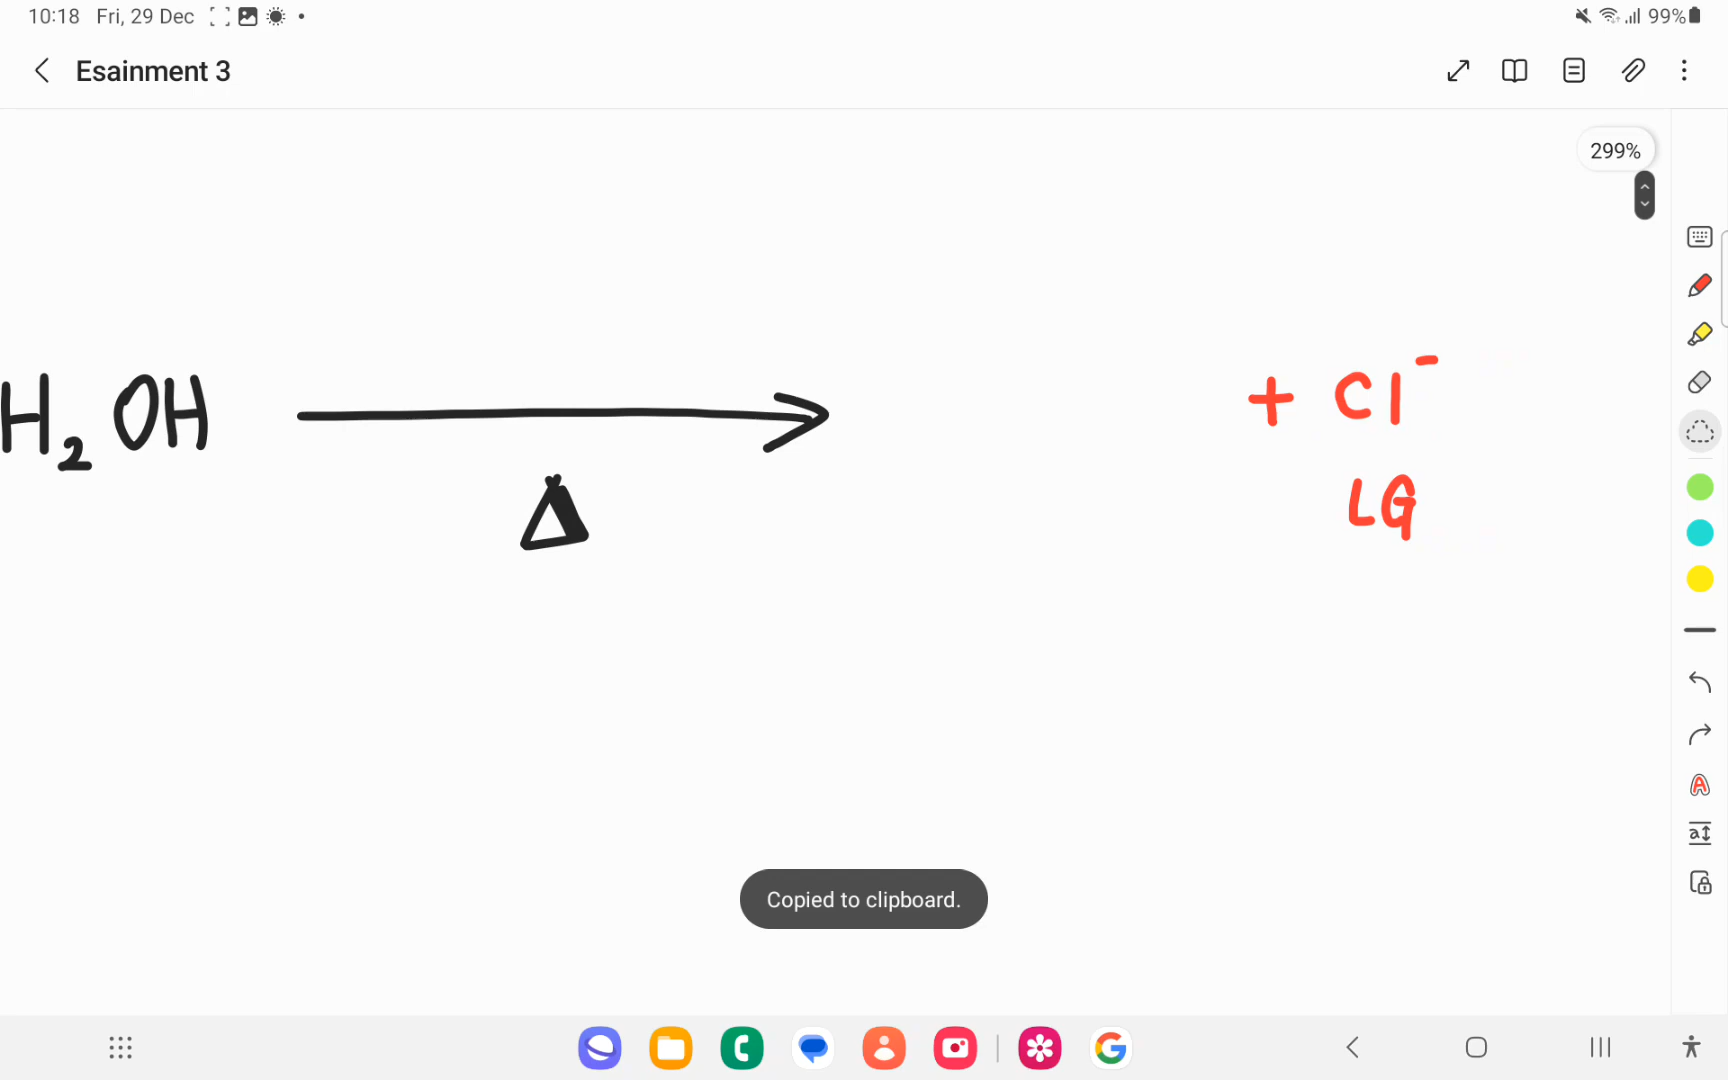 10:18 Fri, 29 Dec 99%
Esainment 3
299%
H₂ OH + Cl⁻
Δ LG
Copied to clipboard.